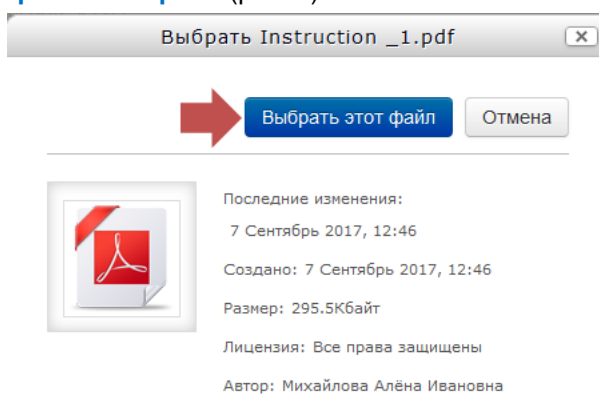 Выбрать Instruction _1.pdf
Выбрать этот файл
Отмена
Последние изменения:
7 Сентябрь 2017, 12:46
Создано: 7 Сентябрь 2017, 12:46
Размер: 295.5Кбайт
Лицензия: Все права защищены
Автор: Михайлова Алёна Ивановна